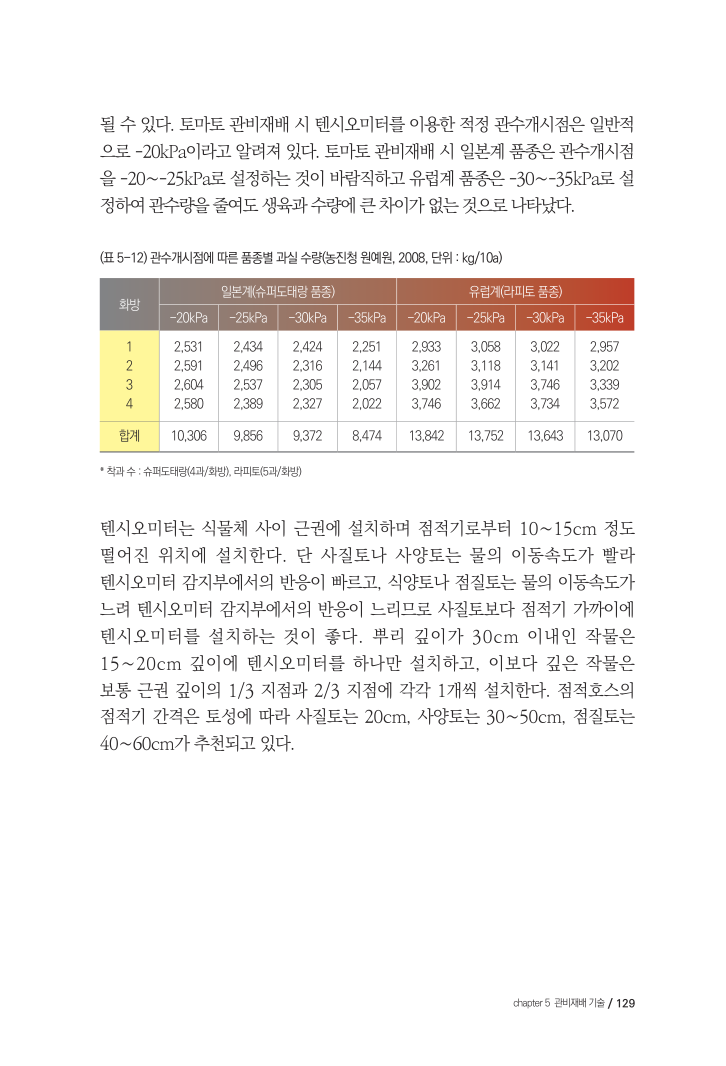 될 수 있다. 토마토 관비재배 시 텐시오미터를 이용한 적정 관수개시점은 일반적
으로 -20kPa이라고 알려져 있다. 토마토 관비재배 시 일본계 품종은 관수개시점
을 -20~-25kPa로 설정하는 것이 바람직하고 유럽계 품종은 -30~-35kPa로 설
정하여 관수량을 줄여도 생육과 수량에 큰 차이가 없는 것으로 나타났다.
(표 5-12) 관수개시점에 따른 품종별 과실 수량(농진청 원예원, 2008, 단위 : kg/10a)
화방 일본계(슈퍼도태랑 품종) 유럽계(라피토 품종)
-20kPa -25kPa -30kPa -35kPa -20kPa -25kPa -30kPa -35kPa
1 2,531 2,434 2,424 2,251 2,933 3,058 3,022 2,957
2 2,591 2,496 2,316 2,144 3,261 3,118 3,141 3,202
3 2,604 2,537 2,305 2,057 3,902 3,914 3,746 3,339
4 2,580 2,389 2,327 2,022 3,746 3,662 3,734 3,572
합계 10,306 9,856 9,372 8,474 13,842 13,752 13,643 13,070
* 착과 수 : 슈퍼도태랑(4과/화방), 라피토(5과/화방)
텐시오미터는 식물체 사이 근권에 설치하며 점적기로부터 10~15cm 정도
떨어진 위치에 설치한다. 단 사질토나 사양토는 물의 이동속도가 빨라
텐시오미터 감지부에서의 반응이 빠르고, 식양토나 점질토는 물의 이동속도가
느려 텐시오미터 감지부에서의 반응이 느리므로 사질토보다 점적기 가까이에
텐시오미터를 설치하는 것이 좋다. 뿌리 깊이가 30cm 이내인 작물은
15~20cm 깊이에 텐시오미터를 하나만 설치하고, 이보다 깊은 작물은
보통 근권 깊이의 1/3 지점과 2/3 지점에 각각 1개씩 설치한다. 점적호스의
점적기 간격은 토성에 따라 사질토는 20cm, 사양토는 30~50cm, 점질토는
40~60cm가 추천되고 있다.
chapter 5 관비재배 기술 / 129